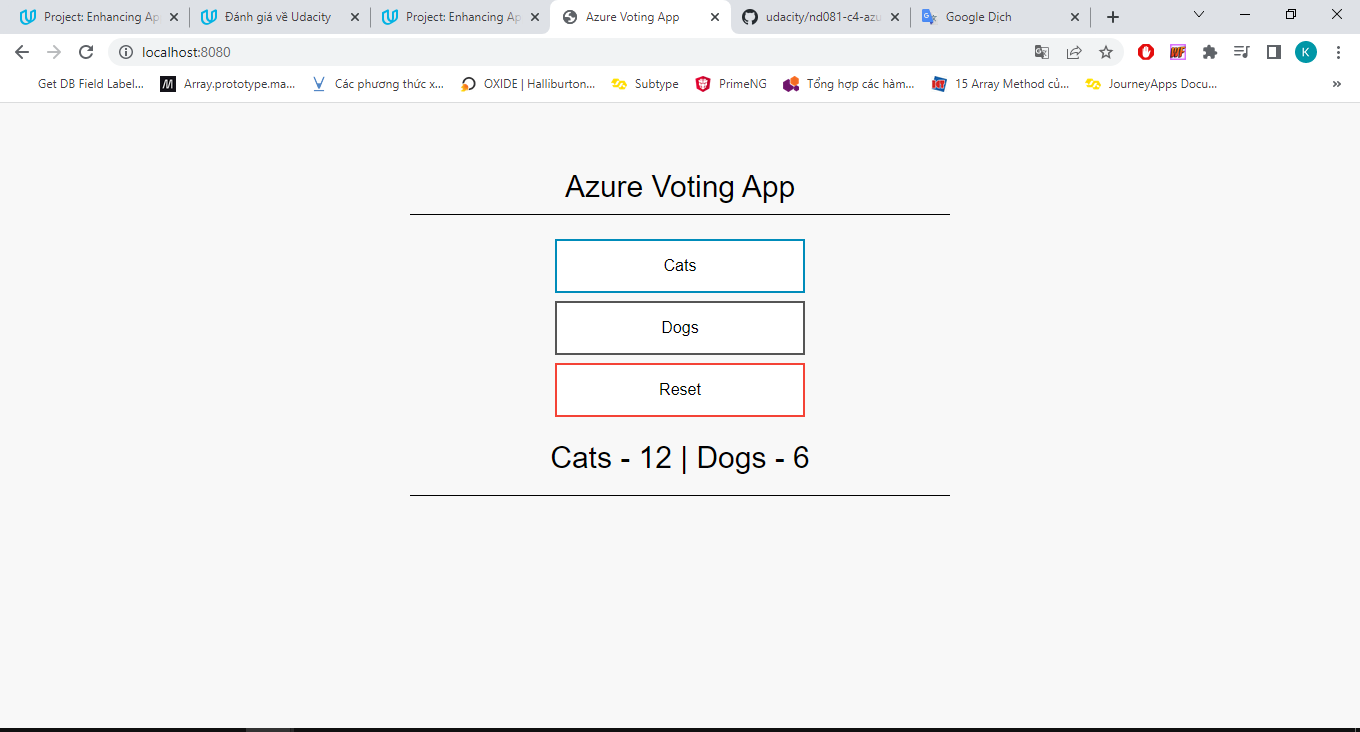 Project: Enhancing Ap
Đánh giá về Udacity
Project: Enhancing Ap
Azure Voting App
udacity/nd081-c4-azu
Google Dịch
localhost:8080
K
Get DB Field Label...
M
Array.prototype.ma...
Các phương thức x...
OXIDE | Halliburton...
Subtype
PrimeNG
Tổng hợp các hàm...
15 Array Method củ...
JourneyApps Docu...
»
Azure Voting App
Cats
Dogs
Reset
Cats - 12 | Dogs - 6